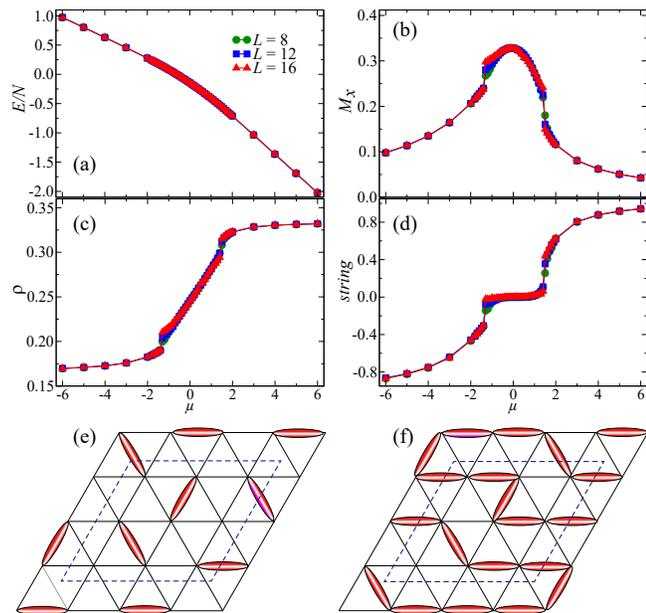 1.0
0.5
0.0
-0.5
-1.0
-1.5
-2.0
E/N
L = 8
L = 12
L = 16
(a)
0.4
0.3
0.2
0.1
0.0
Mx
(b)
0.35
0.30
0.25
0.20
0.15
ρ
(c)
-6 -4 -2 0 2 4 6
μ
0.8
0.4
0.0
-0.4
-0.8
string
(d)
-6 -4 -2 0 2 4 6
μ
(e)
(f)